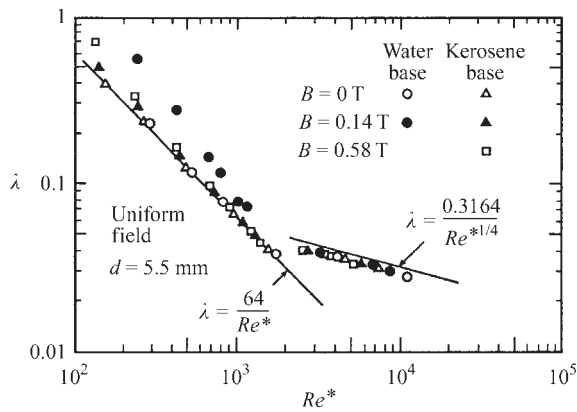 1
Water base
Kerosene base
B = 0 T
B = 0.14 T
B = 0.58 T
0.1
λ
Uniform
field
d = 5.5 mm
λ = 0.3164 / Re*1/4
λ = 64 / Re*
0.01
10² 10³ 10⁴ 10⁵
Re*